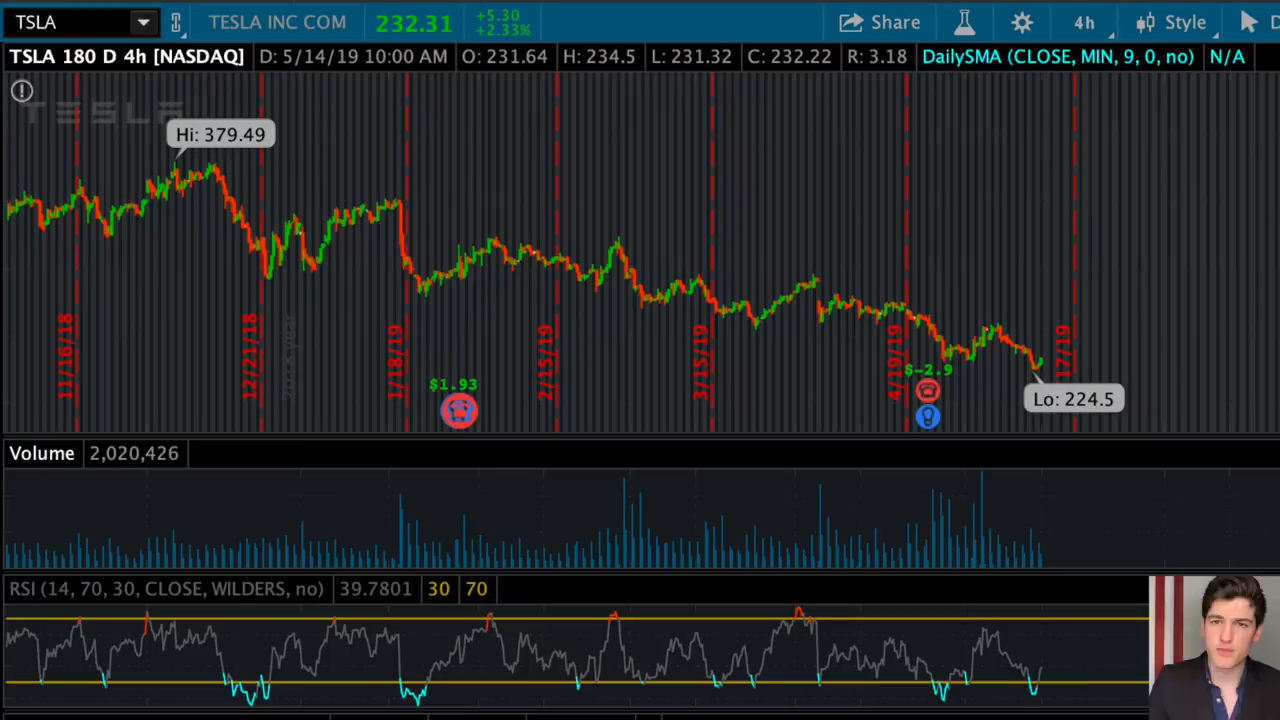 TSLA TESLA INC COM 232.31 +5.30 +2.33% Share 4h Style
TSLA 180 D 4h [NASDAQ] D: 5/14/19 10:00 AM O: 231.64 H: 234.5 L: 231.32 C: 232.22 R: 3.18 DailySMA (CLOSE, MIN, 9, 0, no) N/A
TESLA
Hi: 379.49
11/16/18
12/21/18
1/18/19
2/15/19
3/15/19
4/19/19
17/19
$1.93
$-2.9
Lo: 224.5
Volume 2,020,426
RSI (14, 70, 30, CLOSE, WILDERS, no) 39.7801 30 70